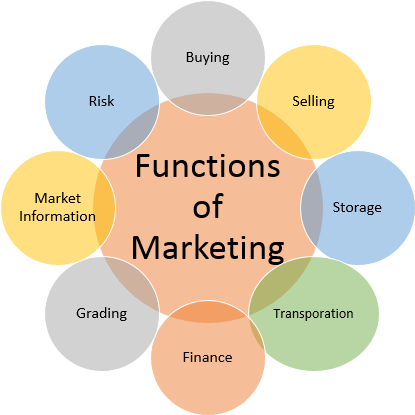 Functions
of
Marketing
Buying
Selling
Storage
Transporation
Finance
Grading
Market
Information
Risk